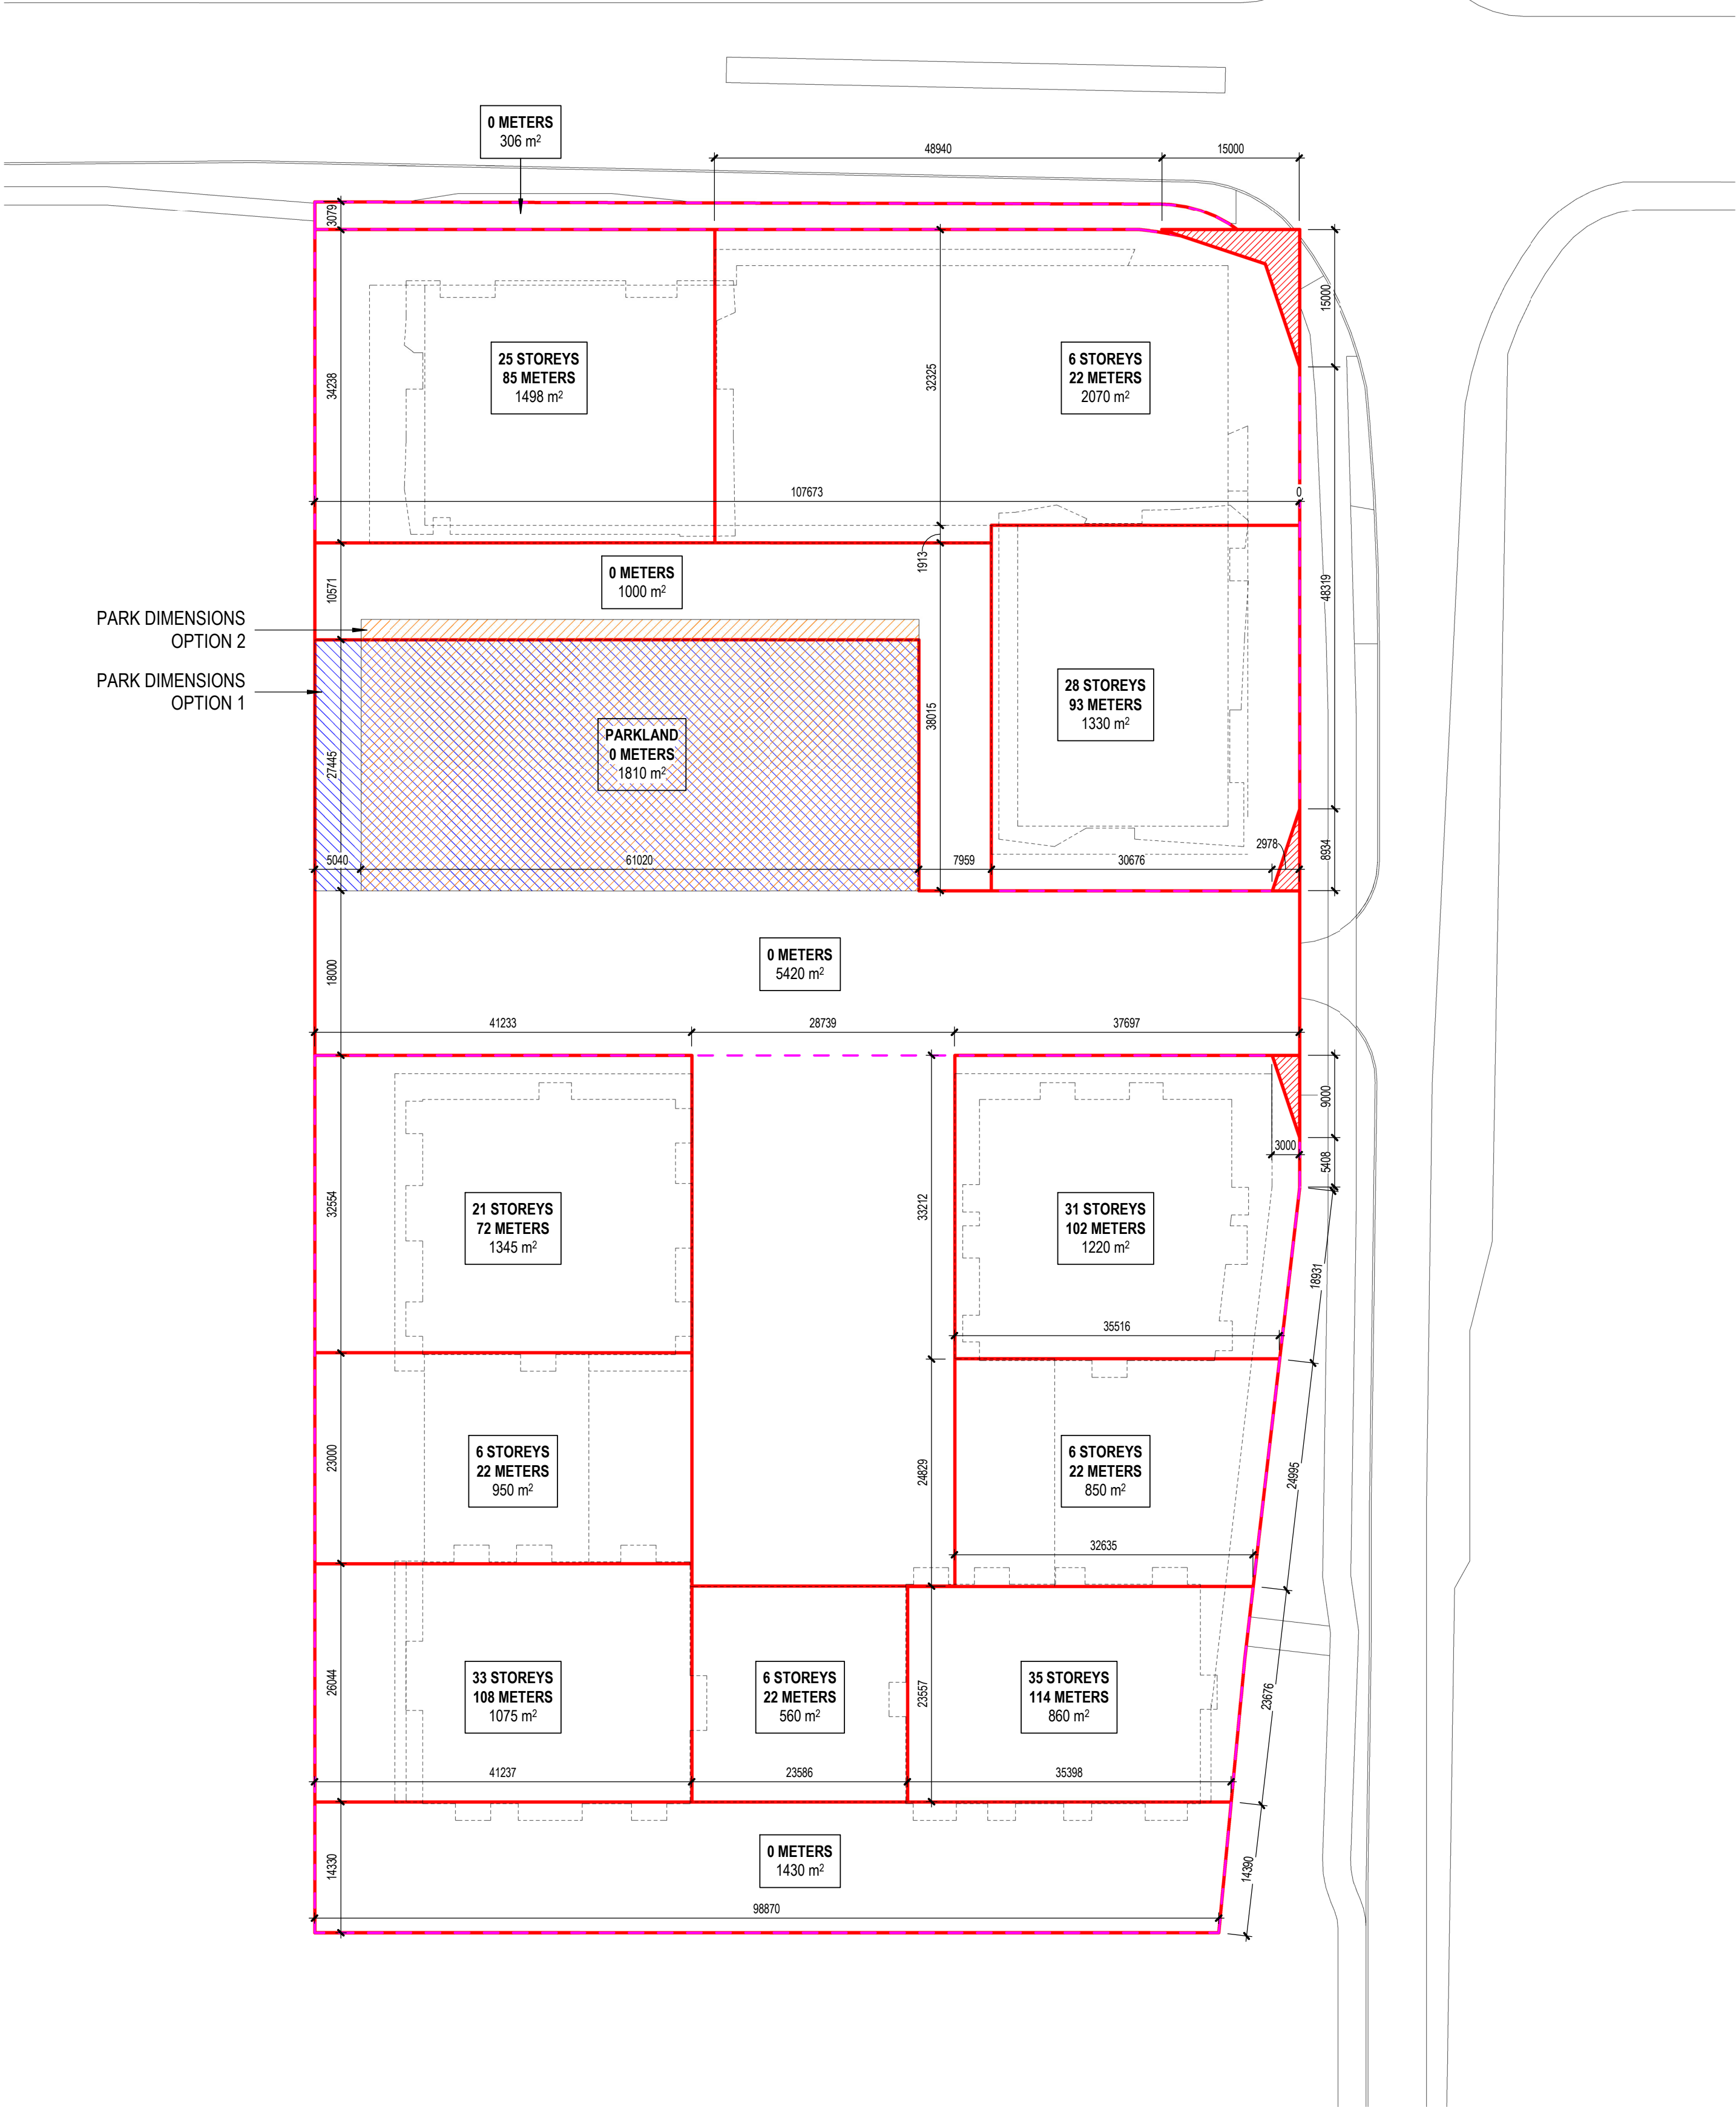 0 METERS
306 m²
48940
15000
3079
34238
25 STOREYS
85 METERS
1498 m²
32325
6 STOREYS
22 METERS
2070 m²
15000
107673
0
1913
10571
0 METERS
1000 m²
48319
PARK DIMENSIONS
OPTION 2
PARK DIMENSIONS
OPTION 1
27445
PARKLAND
0 METERS
1810 m²
38015
28 STOREYS
93 METERS
1330 m²
5040
61020
7959
30676
2978
8934
18000
0 METERS
5420 m²
41233
28739
37697
9000
3000
5408
32554
21 STOREYS
72 METERS
1345 m²
33212
31 STOREYS
102 METERS
1220 m²
18931
35516
23000
6 STOREYS
22 METERS
950 m²
24829
6 STOREYS
22 METERS
850 m²
24995
32635
26044
33 STOREYS
108 METERS
1075 m²
6 STOREYS
22 METERS
560 m²
23557
35 STOREYS
114 METERS
860 m²
23676
41237
23586
35398
14330
0 METERS
1430 m²
14390
98870